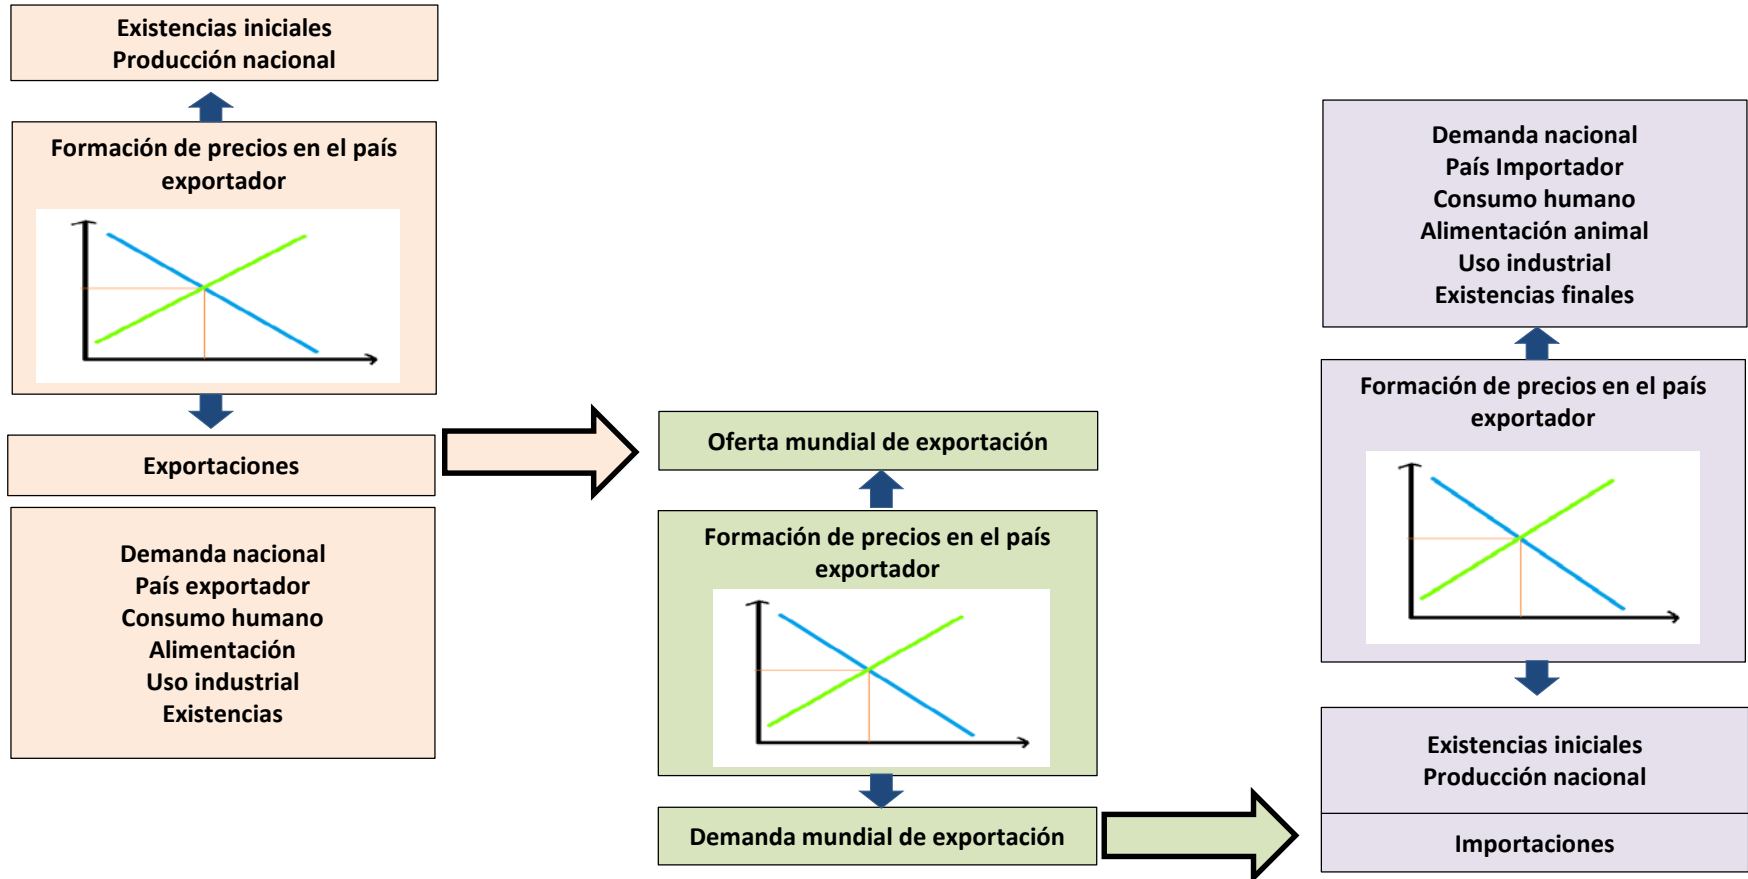 Existencias iniciales
Producción nacional
Formación de precios en el país
exportador
Exportaciones
Demanda nacional
País exportador
Consumo humano
Alimentación
Uso industrial
Existencias
Oferta mundial de exportación
Formación de precios en el país
exportador
Demanda mundial de exportación
Demanda nacional
País Importador
Consumo humano
Alimentación animal
Uso industrial
Existencias finales
Formación de precios en el país
exportador
Existencias iniciales
Producción nacional
Importaciones